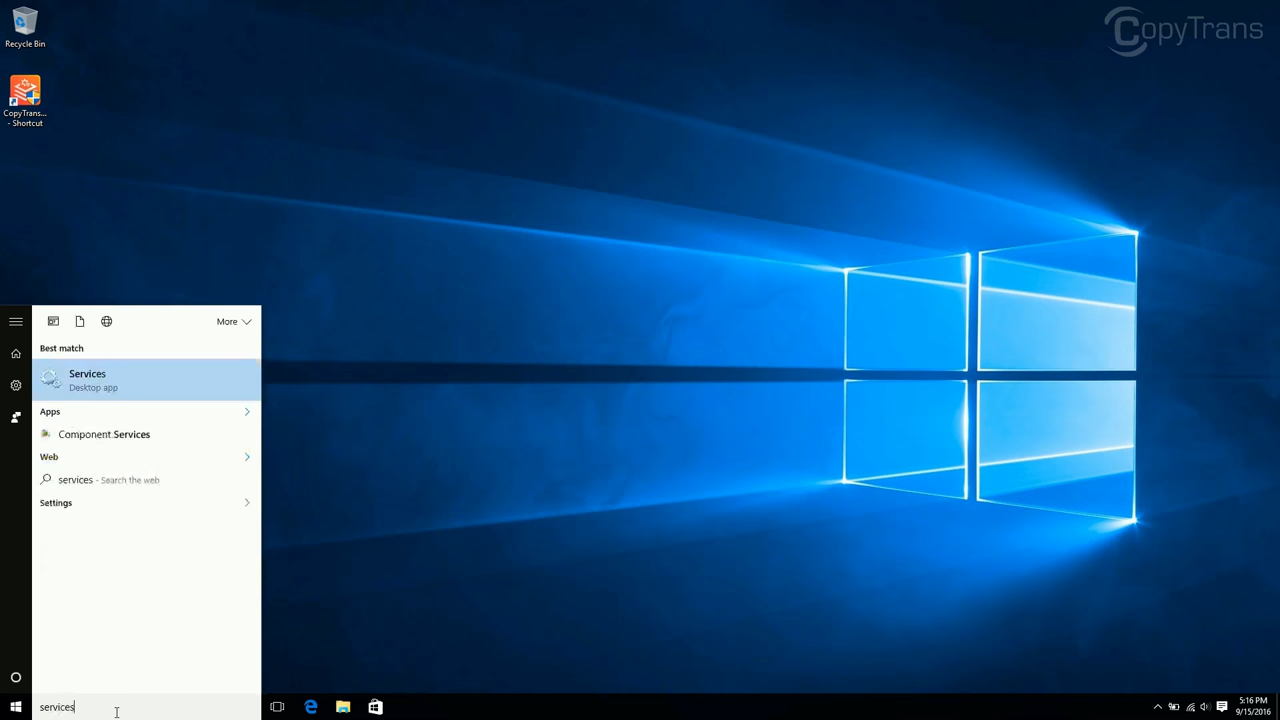 CopyTrans
Recycle Bin
CopyTrans...
- Shortcut
More
Best match
Services
Desktop app
Apps
Component Services
Web
services - Search the web
Settings
services
5:16 PM
9/15/2016